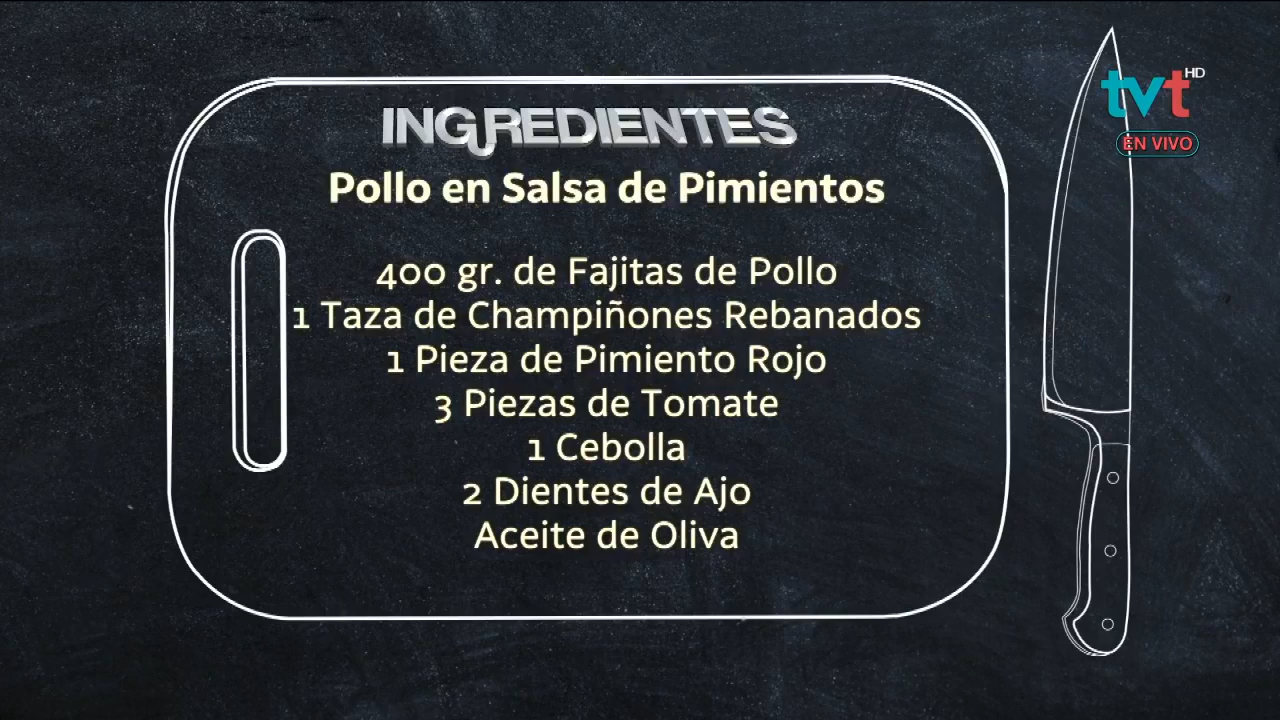 tvt HD
EN VIVO
INGREDIENTES
Pollo en Salsa de Pimientos
400 gr. de Fajitas de Pollo
1 Taza de Champiñones Rebanados
1 Pieza de Pimiento Rojo
3 Piezas de Tomate
1 Cebolla
2 Dientes de Ajo
Aceite de Oliva